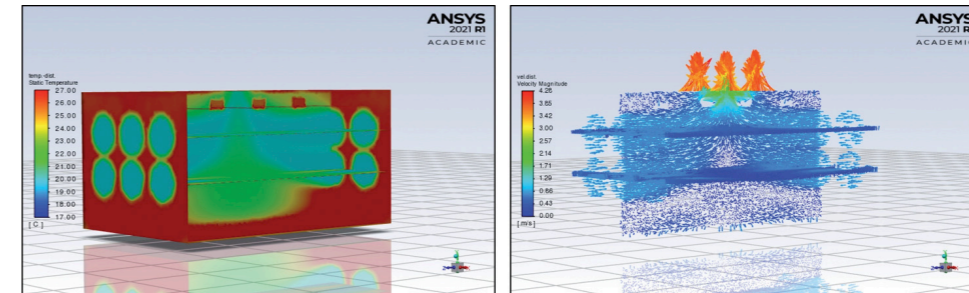 ANSYS
2021 R1
ACADEMIC
temp-dist
Static Temperature
27.00
26.00
25.00
24.00
23.00
22.00
21.00
20.00
19.00
18.00
17.00
[ C ]
ANSYS
2021 R
ACADEMI
vel.dist.
Velocity Magnitude
4.28
3.85
3.42
3.00
2.57
2.14
1.71
1.29
0.86
0.43
0.00
[ m/s ]